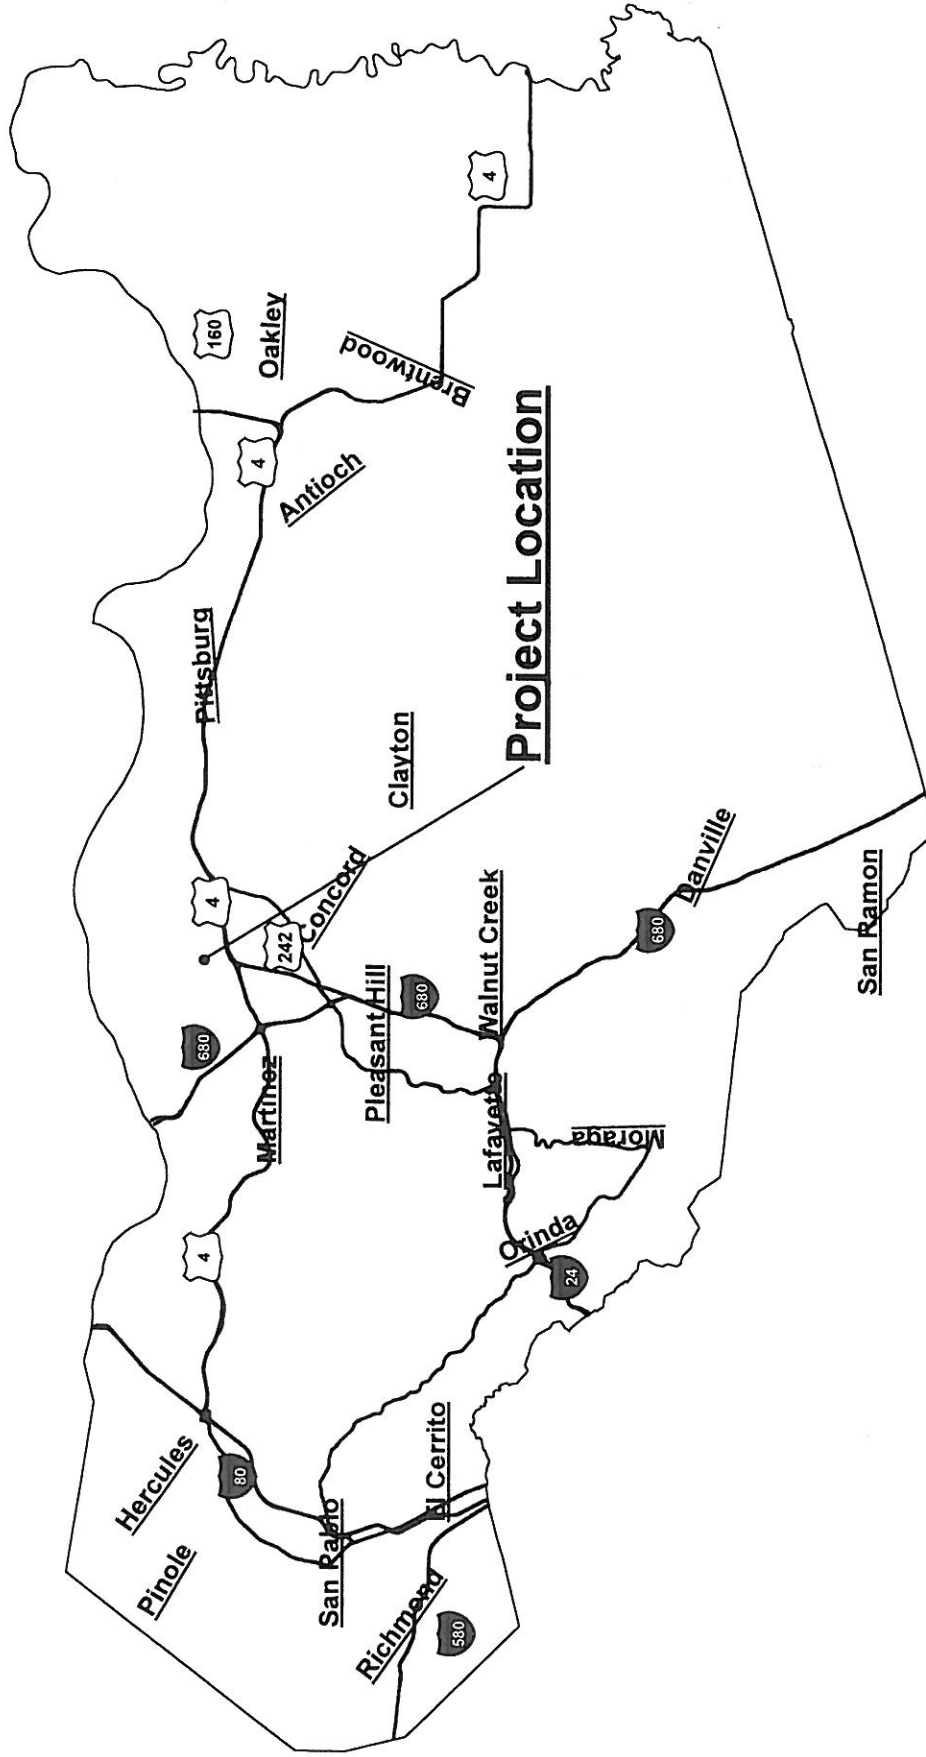 160
Oakley
4
Brentwood
4
Antioch
Pittsburg
Project Location
Clayton
4
Concord
242
680
Walnut Creek
680
Danville
San Ramon
680
Pleasant Hill
Martinez
Lafayette
Moraga
4
Orinda
24
Hercules
80
El Cerrito
Pinole
San Pablo
Richmond
580